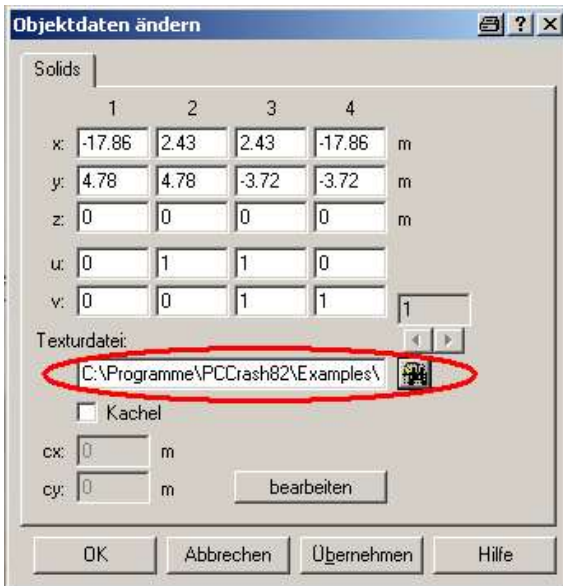 Objektdaten ändern ?
Solids
1 2 3 4
x: -17.86 2.43 2.43 -17.86 m
y: 4.78 4.78 -3.72 -3.72 m
z: 0 0 0 0 m
u: 0 1 1 0
v: 0 0 1 1 1
Texturdatei:
C:\Programme\PCCrash82\Examples\
Kachel
cx: 0 m
cy: 0 m bearbeiten
OK Abbrechen Übernehmen Hilfe